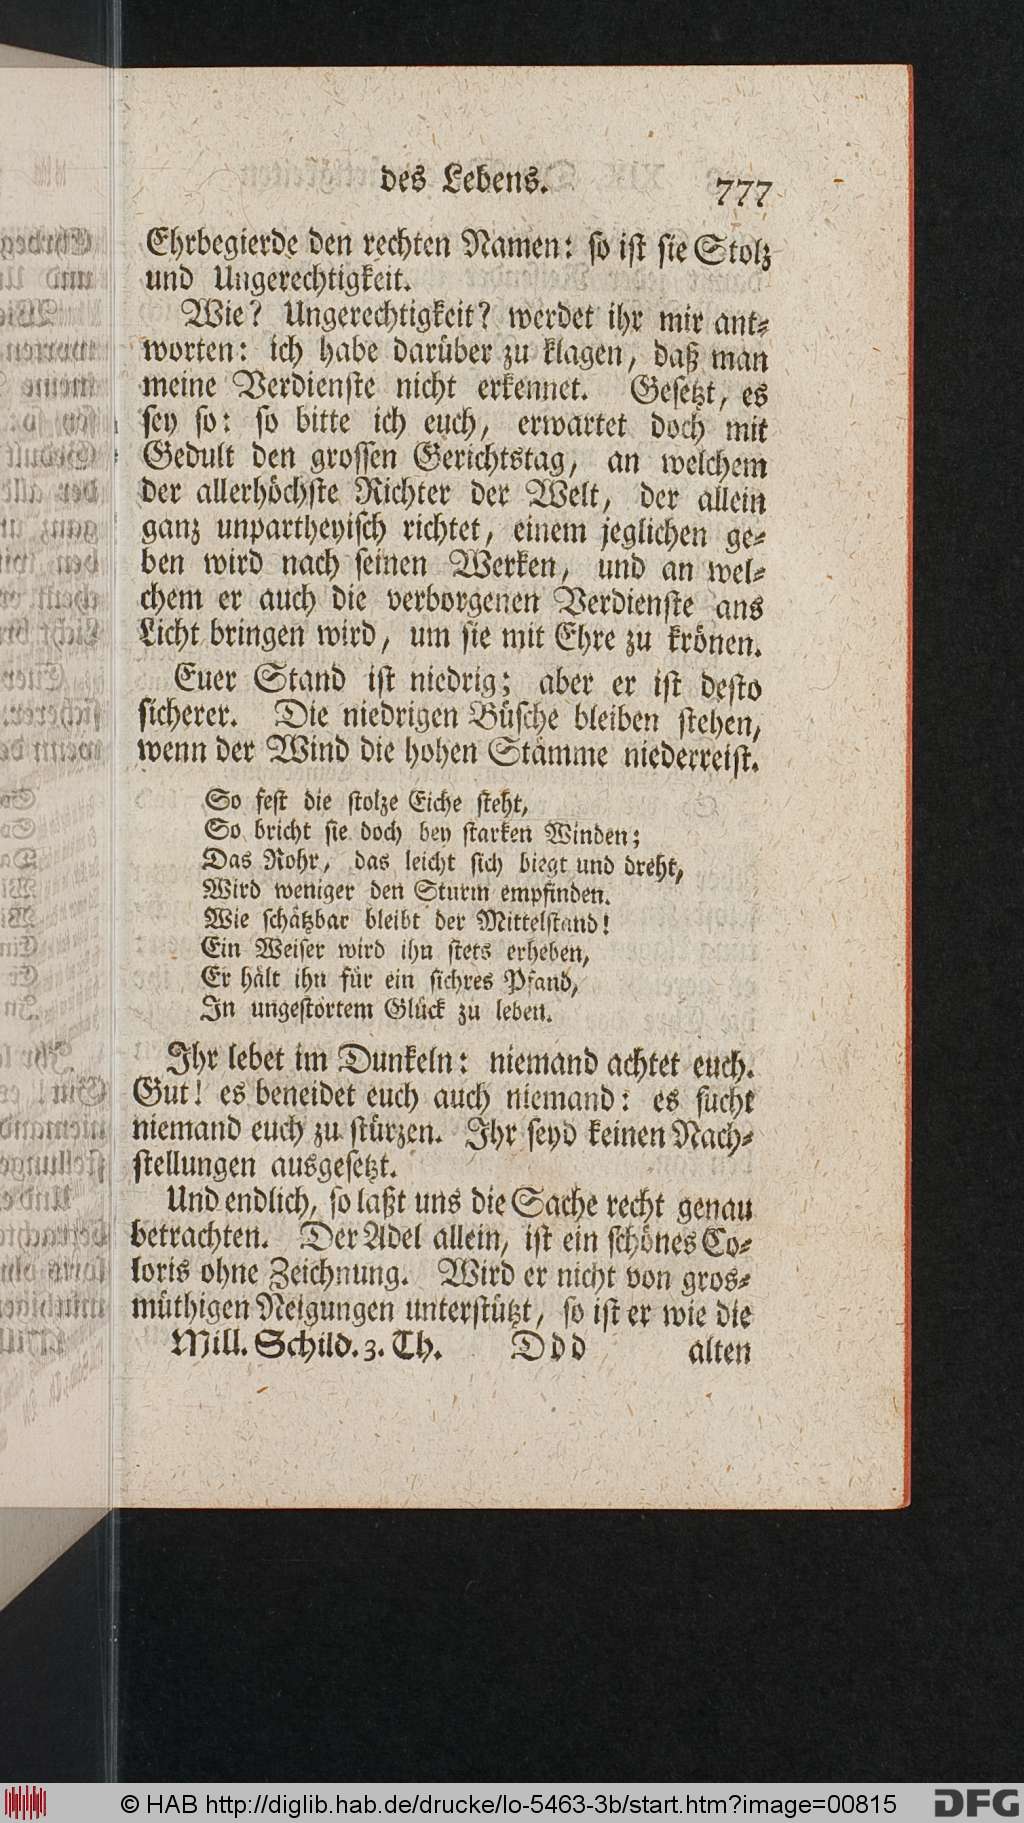 des Lebens. 777
Ehrbegierde den rechten Namen: so ist sie Stolz
und Ungerechtigkeit.
Wie? Ungerechtigkeit? werdet ihr mir ant-
worten: ich habe darüber zu klagen, daß man
meine Verdienste nicht erkennet. Gesetzt, es
sey so: so bitte ich euch, erwartet doch mit
Gedult den grossen Gerichtstag, an welchem
der allerhöchste Richter der Welt, der allein
ganz unpartheyisch richtet, einem jeglichen ge-
ben wird nach seinen Werken, und an wel-
chem er auch die verborgenen Verdienste ans
Licht bringen wird, um sie mit Ehre zu krönen.
Euer Stand ist niedrig; aber er ist desto
sicherer. Die niedrigen Büsche bleiben stehen,
wenn der Wind die hohen Stämme niederreist.
So fest die stolze Eiche steht,
So bricht sie doch bey starken Winden;
Das Rohr, das leicht sich biegt und dreht,
Wird weniger den Sturm empfinden.
Wie schätzbar bleibt der Mittelstand!
Ein Weiser wird ihn stets erheben,
Er hält ihn für ein sichres Pfand,
In ungestörtem Glück zu leben.
Ihr lebet im Dunkeln: niemand achtet euch.
Gut! es beneidet euch auch niemand: es sucht
niemand euch zu stürzen. Ihr seyd keinen Nach-
stellungen ausgesetzt.
Und endlich, so laßt uns die Sache recht genau
betrachten. Der Adel allein, ist ein schönes Co-
loris ohne Zeichnung. Wird er nicht von gros-
müthigen Neigungen unterstützt, so ist er wie die
Mill. Schild. 3. Th. Ddd alten
© HAB http://diglib.hab.de/drucke/lo-5463-3b/start.htm?image=00815
DFG